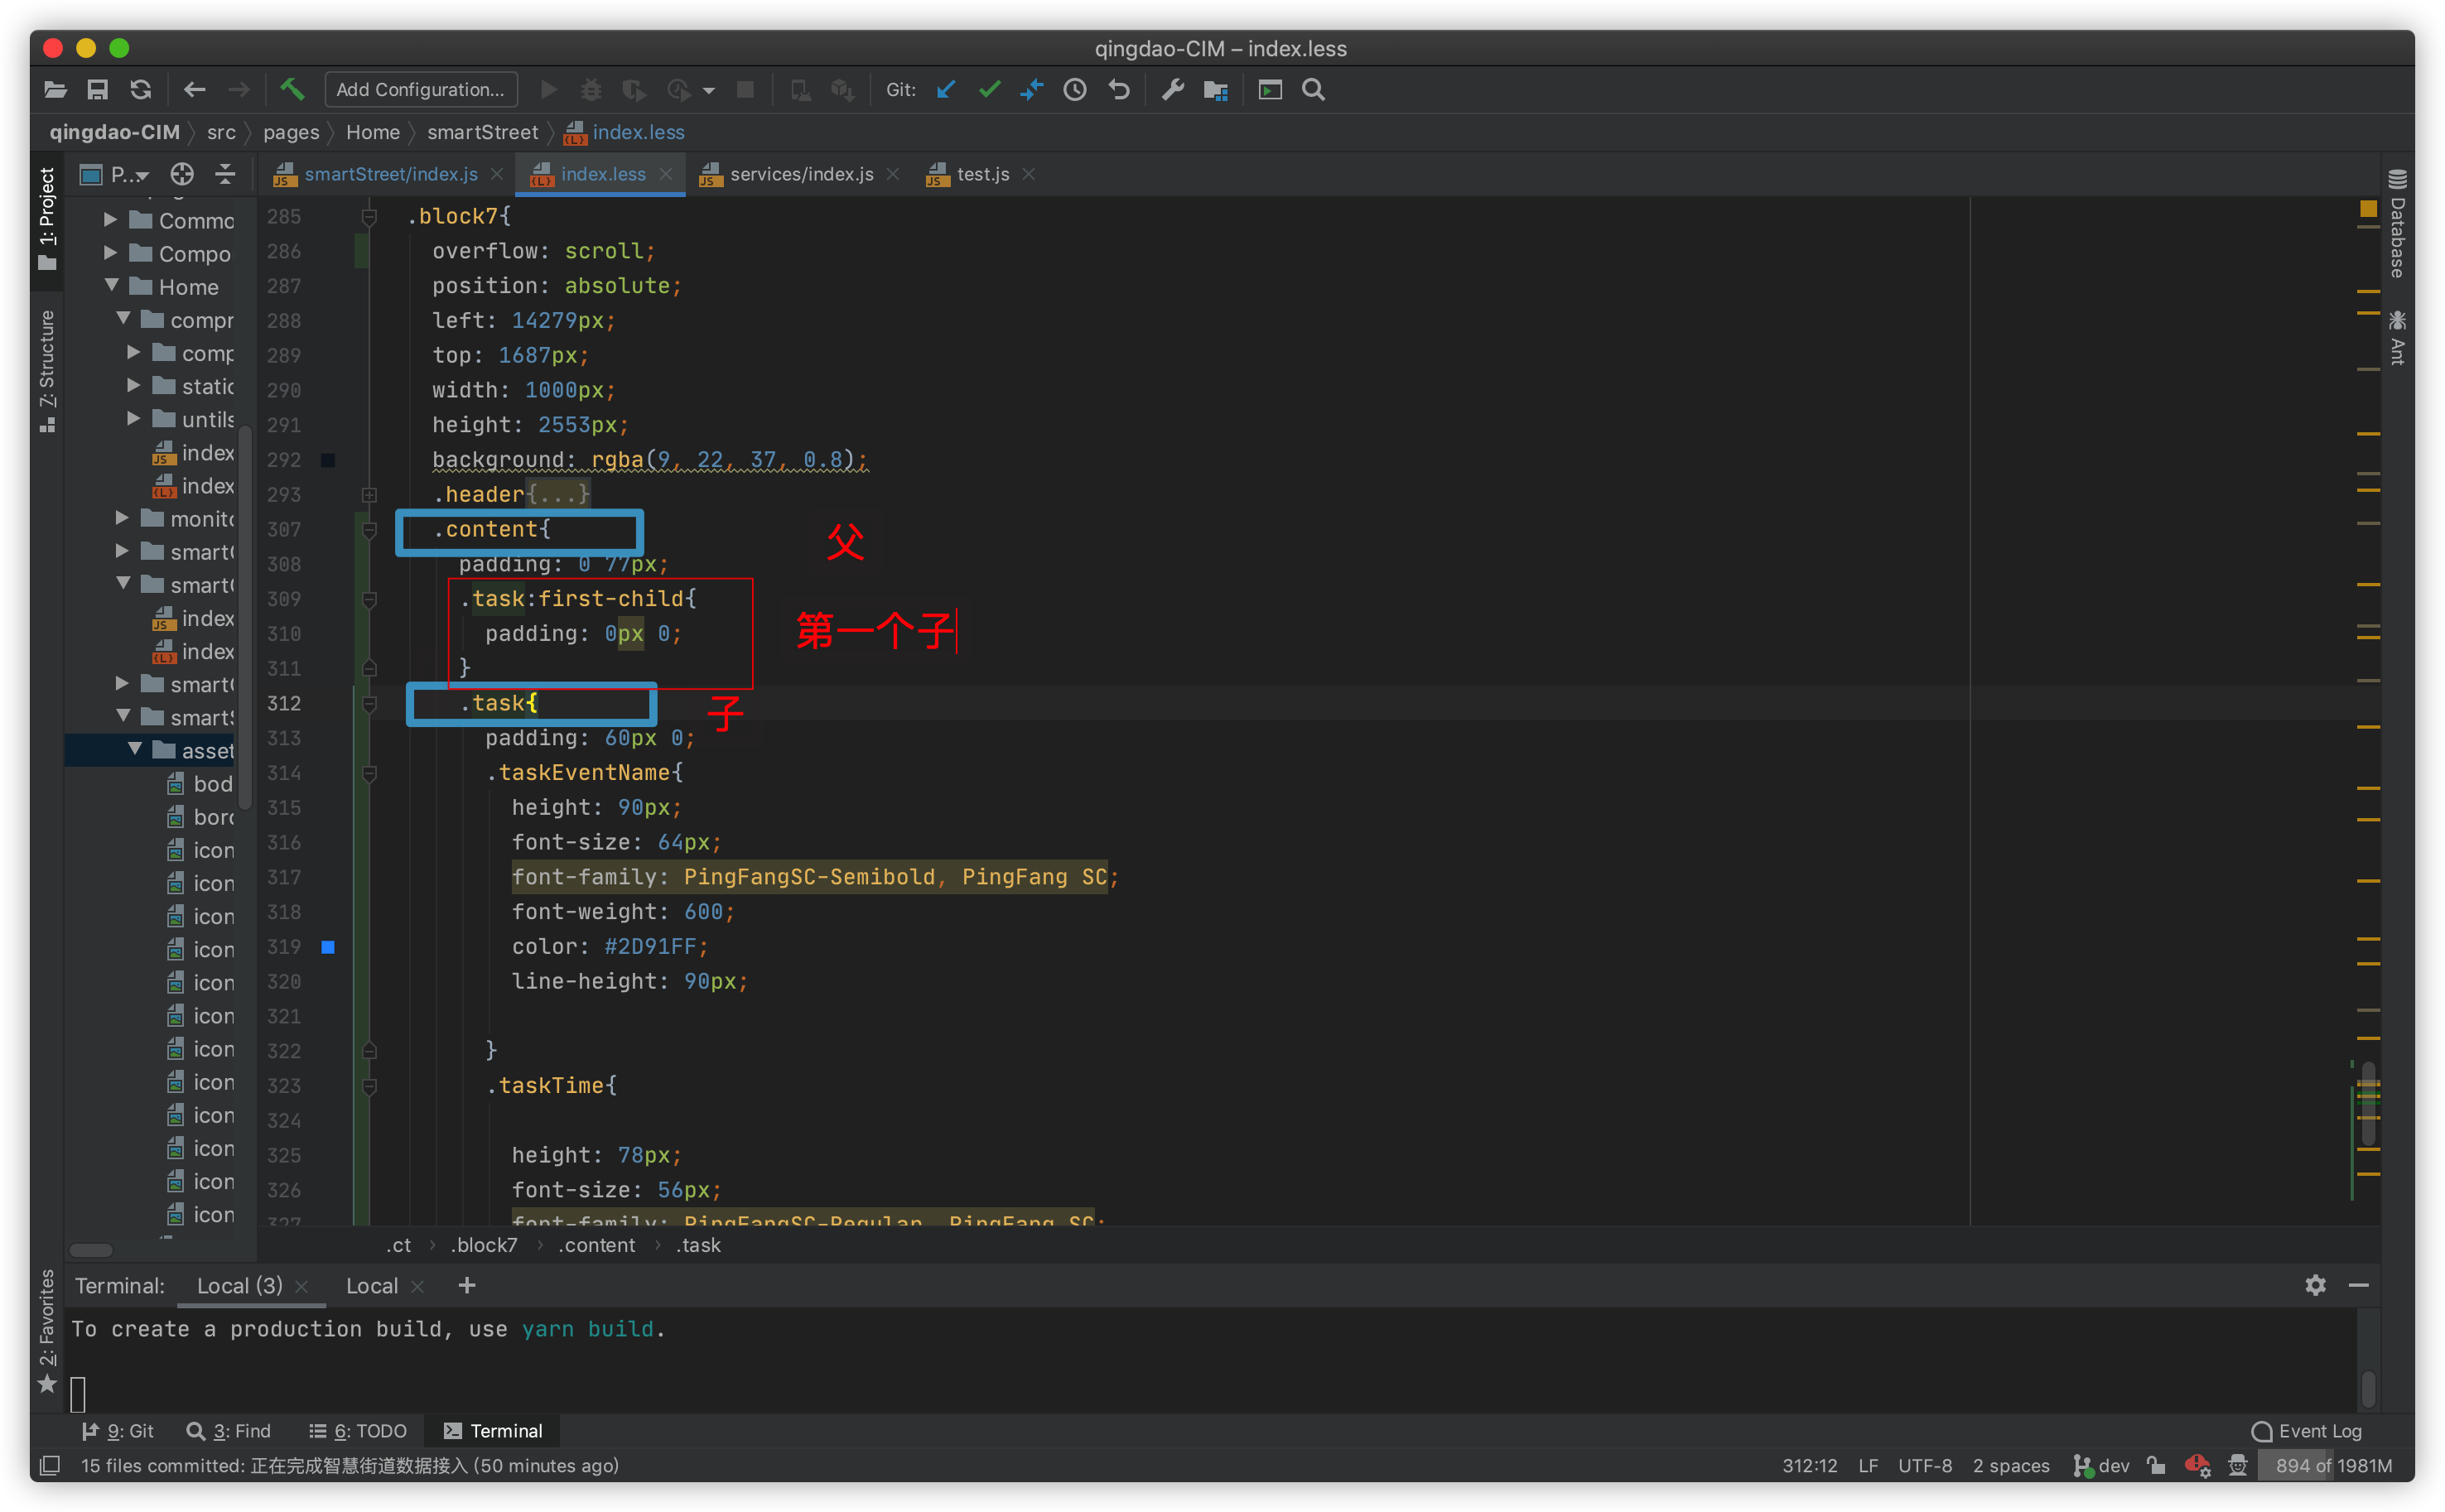 qingdao-CIM – index.less
Add Configuration...
Git:
qingdao-CIM
src
pages
Home
smartStreet
index.less
1: Project
P...
smartStreet/index.js
index.less
services/index.js
test.js
Database
Ant
7: Structure
Commo
Compo
Home
compr
comp
static
untils
index
index
monito
index
index
asset
bod
icon
icon
icon
icon
icon
icon
icon
icon
icon
icon
icon
icon
285 .block7{
286 overflow: scroll;
287 position: absolute;
288 left: 14279px;
289 top: 1687px;
290 width: 1000px;
291 height: 2553px;
292 background: rgba(9, 22, 37, 0.8);
293 .header{...}
307 .content{
父
308 padding: 0 77px;
309 .task:first-child{
310 padding: 0px 0;
第一个子
311 }
312 .task{
子
313 padding: 60px 0;
314 .taskEventName{
315 height: 90px;
316 font-size: 64px;
317 font-family: PingFangSC-Semibold, PingFang SC;
318 font-weight: 600;
319 color: #2D91FF;
320 line-height: 90px;
321
322 }
323 .taskTime{
324
325 height: 78px;
326 font-size: 56px;
327 font-family: PingFangSC-Regular, PingFang SC;
.ct
.block7
.content
.task
2: Favorites
Terminal:
Local (3)
Local
To create a production build, use yarn build.
9: Git
3: Find
6: TODO
Terminal
Event Log
15 files committed: 正在完成智慧街道数据接入 (50 minutes ago)
312:12
LF
UTF-8
2 spaces
dev
894 of 1981M